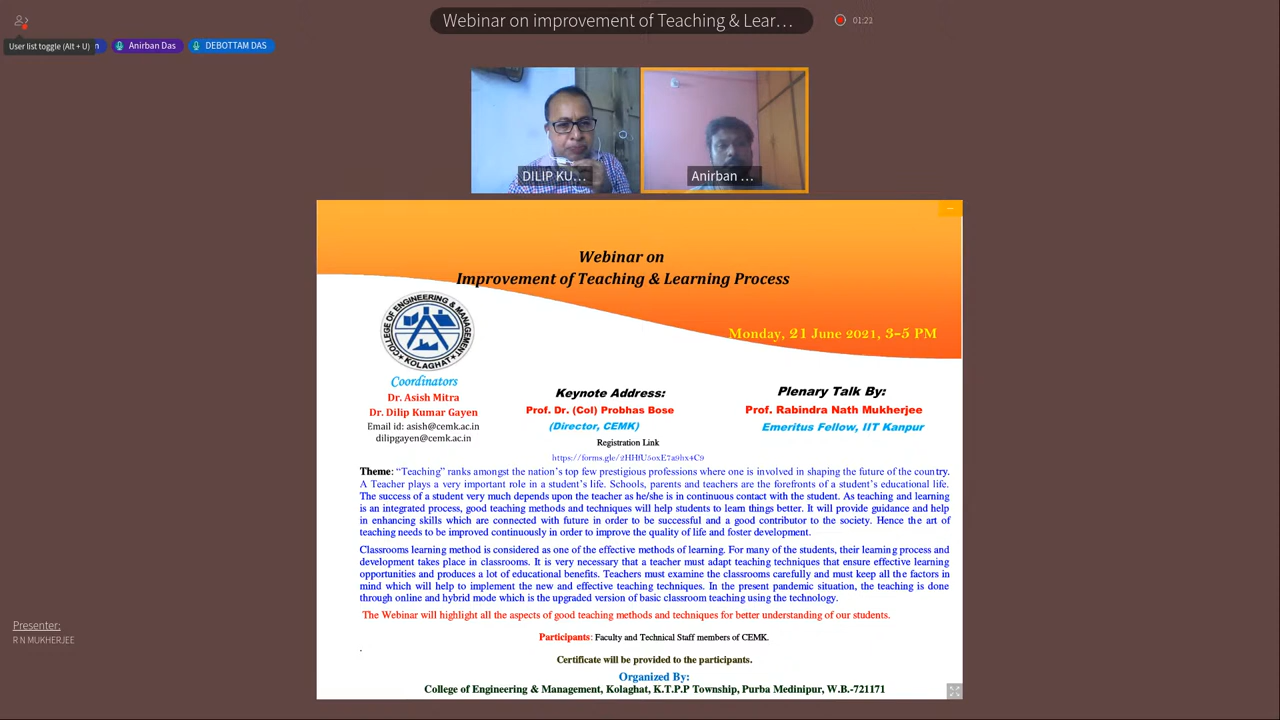 Webinar on improvement of Teaching & Lear...
01:22
User list toggle (Alt + U)
Anirban Das
DEBOTTAM DAS
DILIP KU...
Anirban ...
Webinar on
Improvement of Teaching & Learning Process
Monday, 21 June 2021, 3-5 PM
COLLEGE OF ENGINEERING & MANAGEMENT
KOLAGHAT
Coordinators
Dr. Asish Mitra
Dr. Dilip Kumar Gayen
Email id: asish@cemk.ac.in
dilipgayen@cemk.ac.in
Keynote Address:
Prof. Dr. (Col) Probhas Bose
(Director, CEMK)
Registration Link
Plenary Talk By:
Prof. Rabindra Nath Mukherjee
Emeritus Fellow, IIT Kanpur
Theme: “Teaching” ranks amongst the nation’s top few prestigious professions where one is involved in shaping the future of the country.
A Teacher plays a very important role in a student’s life. Schools, parents and teachers are the forefronts of a student’s educational life.
The success of a student very much depends upon the teacher as he/she is in continuous contact with the student. As teaching and learning
is an integrated process, good teaching methods and techniques will help students to learn things better. It will provide guidance and help
in enhancing skills which are connected with future in order to be successful and a good contributor to the society. Hence the art of
teaching needs to be improved continuously in order to improve the quality of life and foster development.
Classrooms learning method is considered as one of the effective methods of learning. For many of the students, their learning process and
development takes place in classrooms. It is very necessary that a teacher must adapt teaching techniques that ensure effective learning
opportunities and produces a lot of educational benefits. Teachers must examine the classrooms carefully and must keep all the factors in
mind which will help to implement the new and effective teaching techniques. In the present pandemic situation, the teaching is done
through online and hybrid mode which is the upgraded version of basic classroom teaching using the technology.
The Webinar will highlight all the aspects of good teaching methods and techniques for better understanding of our students.
Participants: Faculty and Technical Staff members of CEMK.
Certificate will be provided to the participants.
Organized By:
College of Engineering & Management, Kolaghat, K.T.P.P Township, Purba Medinipur, W.B.-721171
Presenter:
R N MUKHERJEE